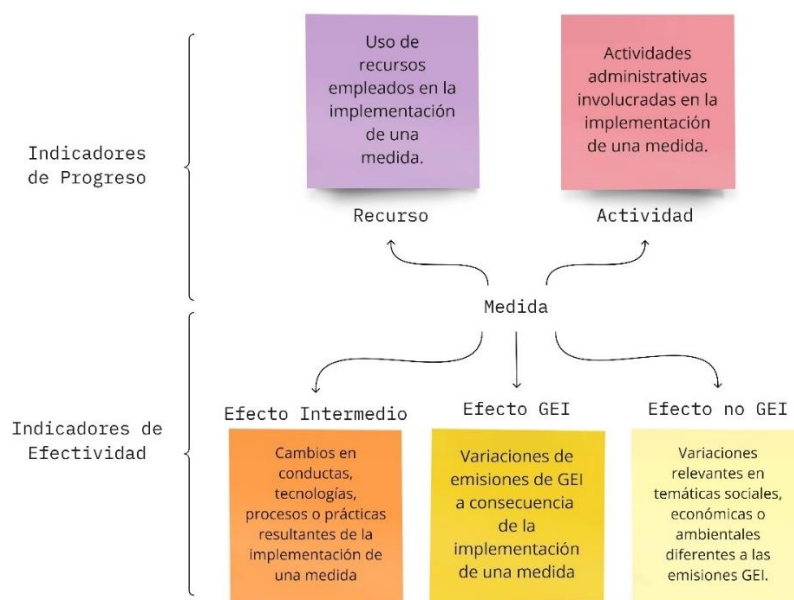 Uso de
recursos
empleados en la
implementación
de una
medida.
Actividades
administrativas
involucradas en la
implementación
de una medida.
Indicadores
de Progreso
Recurso
Actividad
Medida
Indicadores de
Efectividad
Efecto Intermedio
Efecto GEI
Efecto no GEI
Cambios en
conductas,
tecnologías,
procesos o prácticas
resultantes de la
implementación de
una medida
Variaciones de
emisiones de GEI
a consecuencia
de la
implementación
de una medida
Variaciones
relevantes en
temáticas sociales,
económicas o
ambientales
diferentes a las
emisiones GEI.